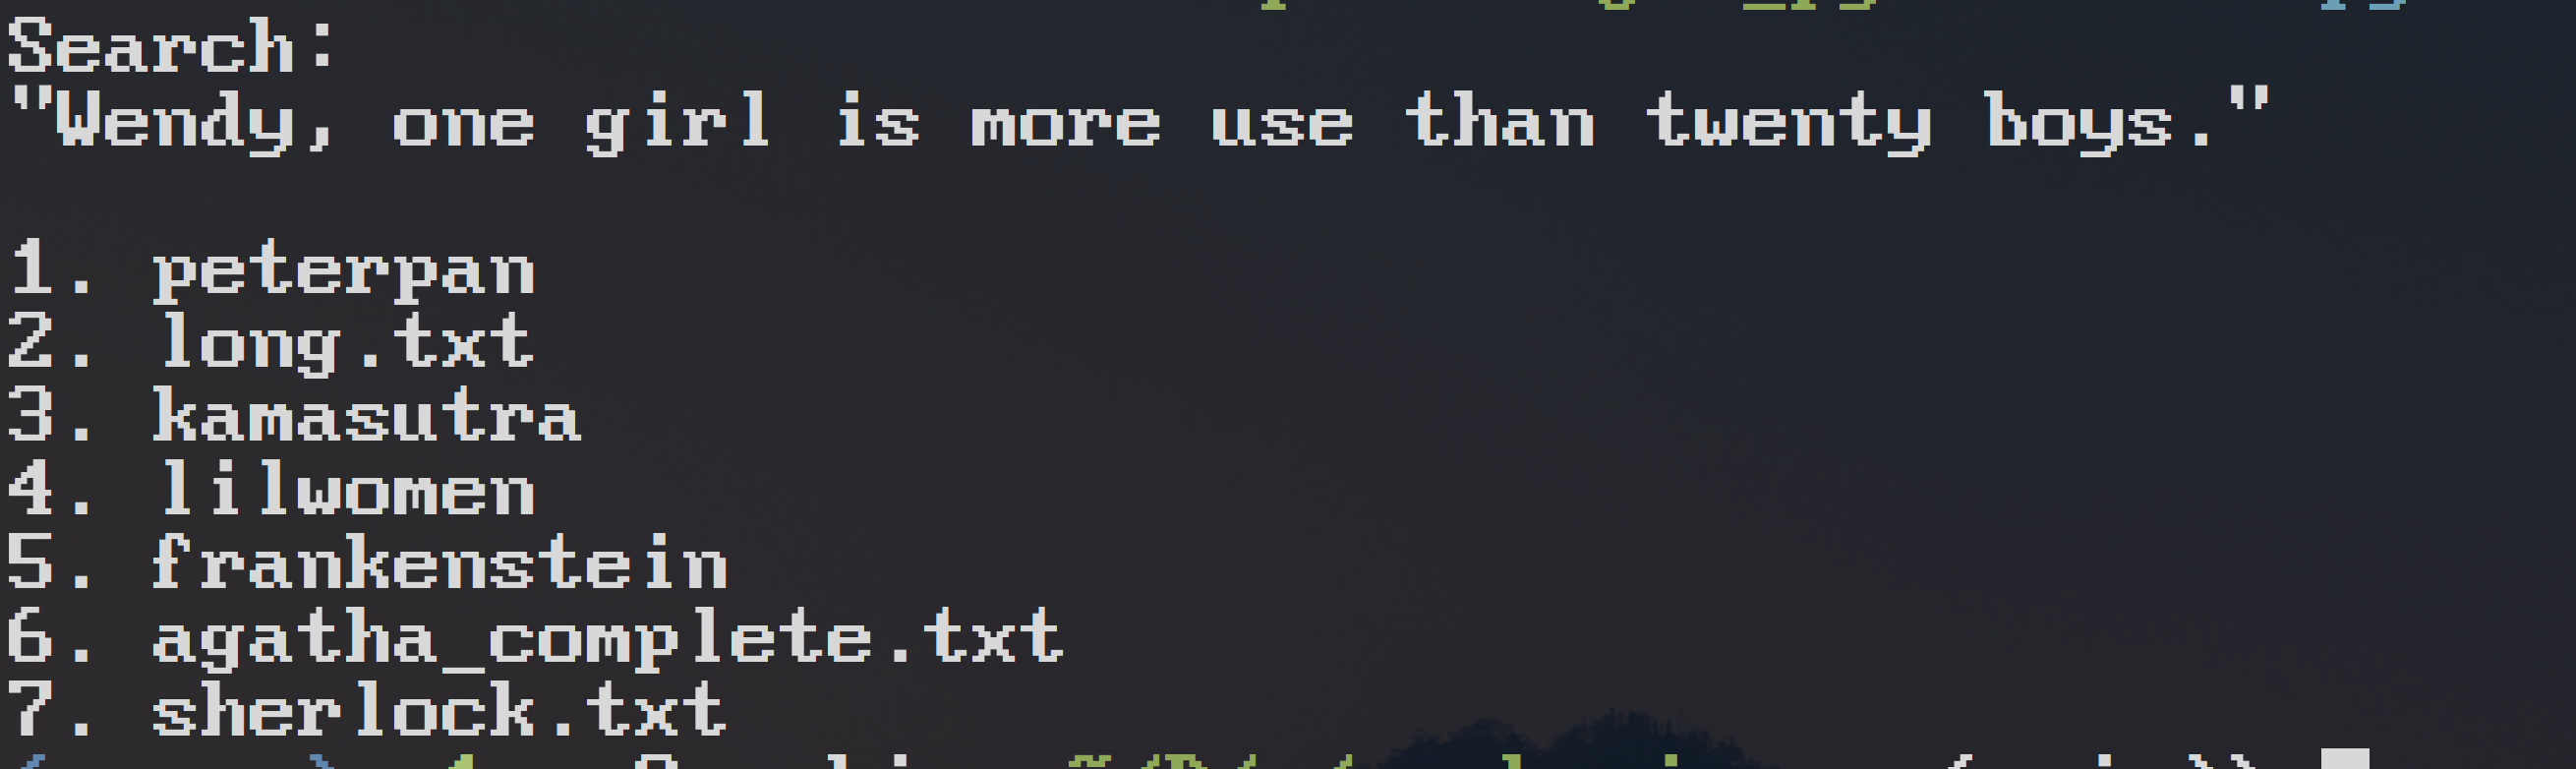 Search:
"Wendy, one girl is more use than twenty boys."
1. peterpan
2. long.txt
3. kamasutra
4. lilwomen
5. frankenstein
6. agatha_complete.txt
7. sherlock.txt